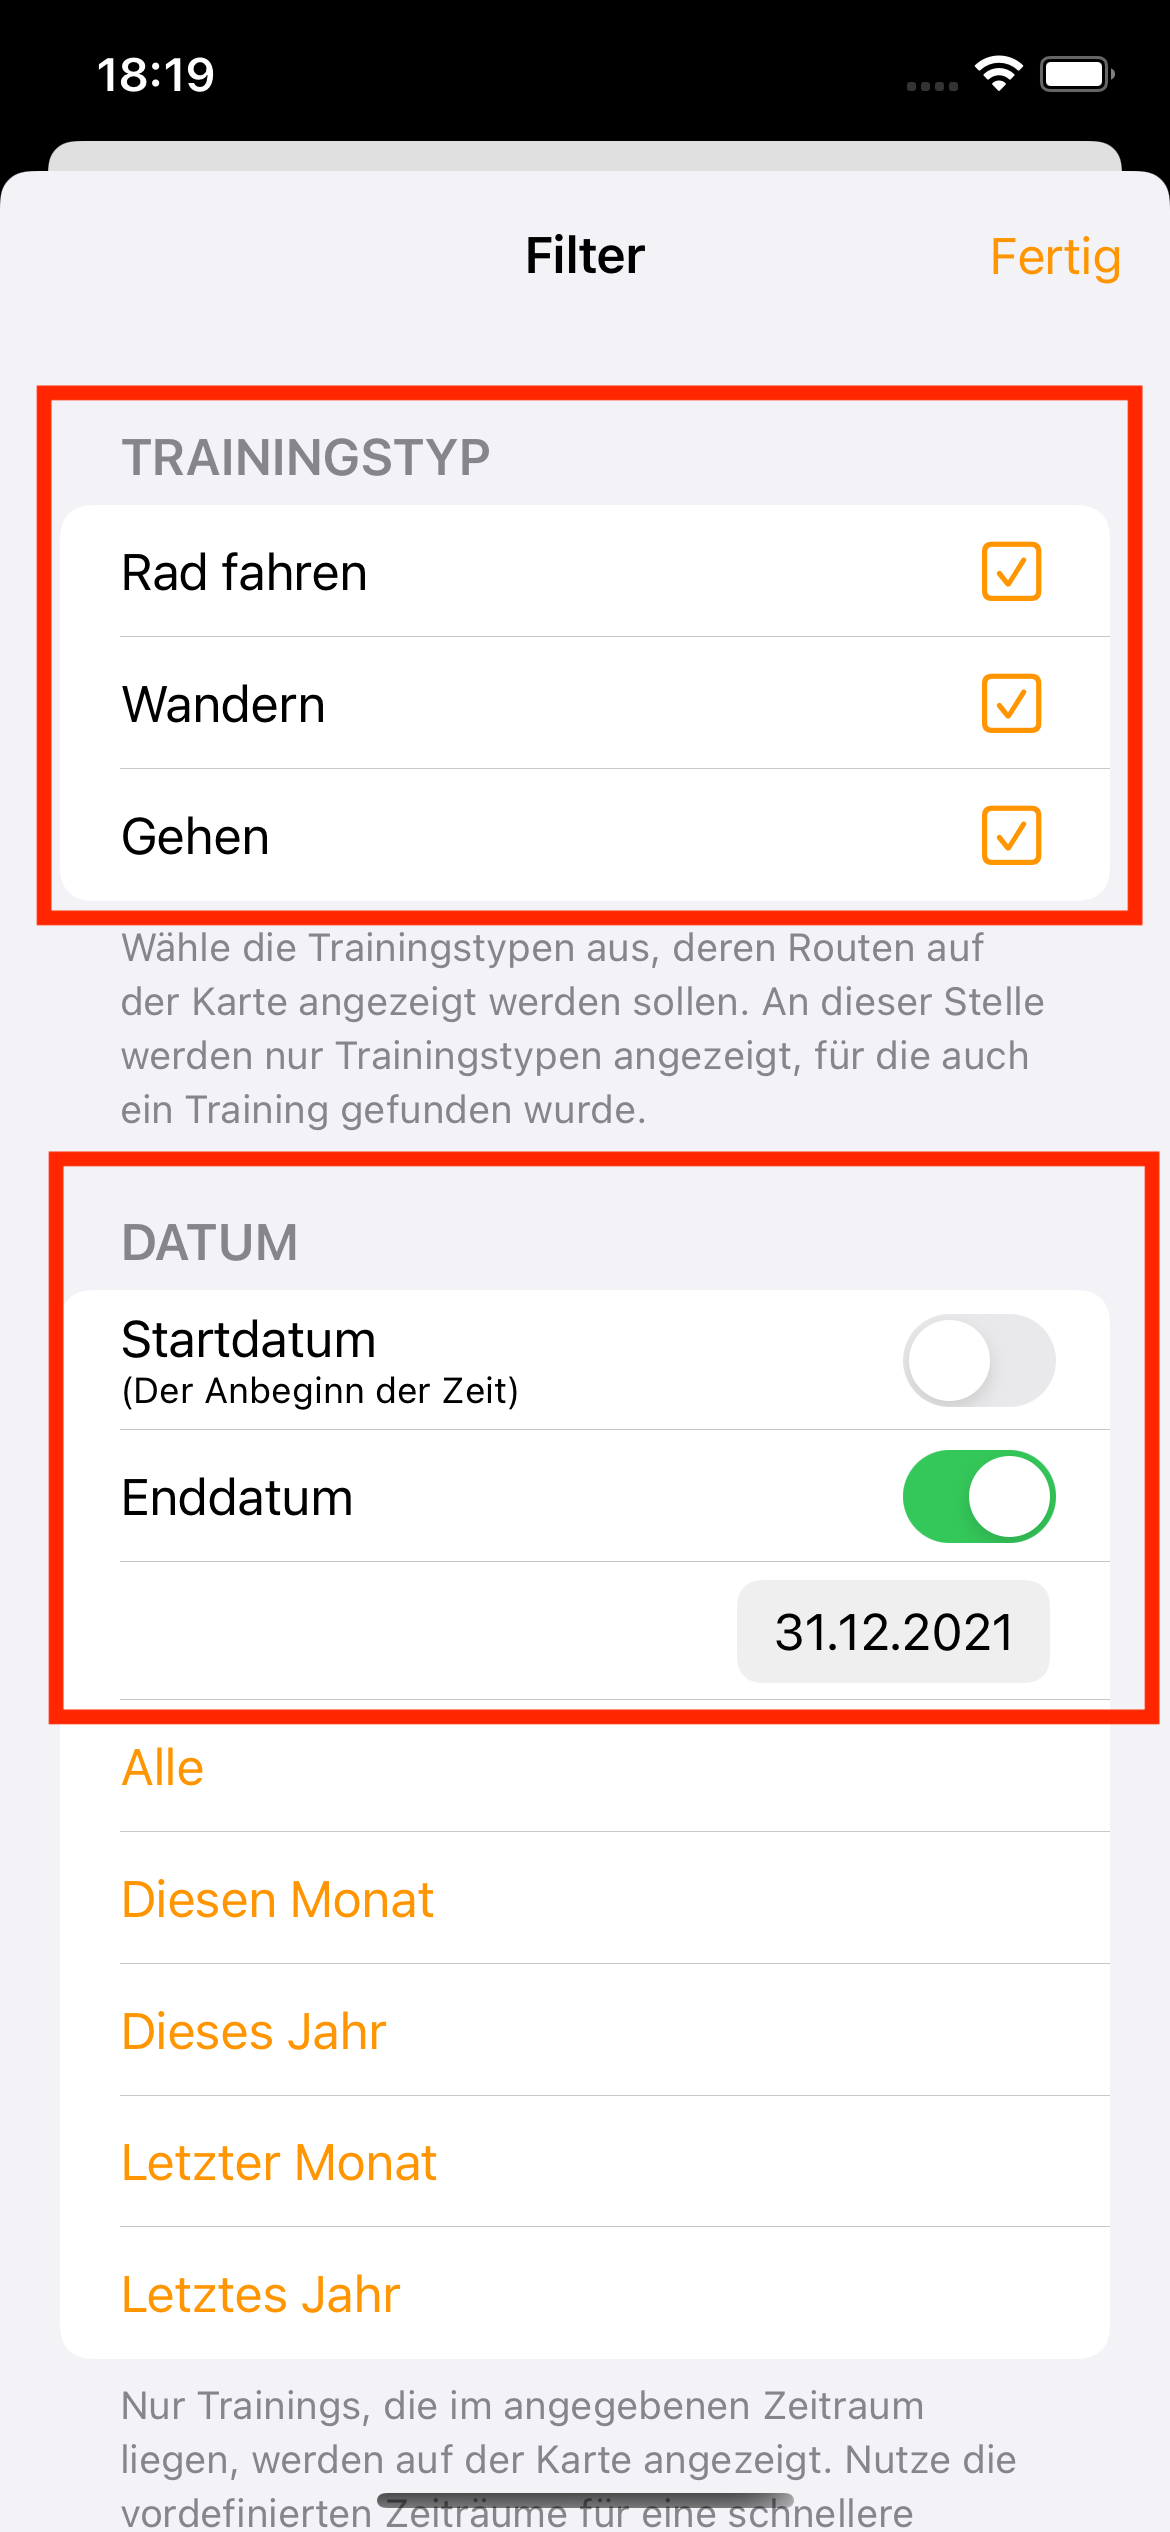 18:19
Filter
Fertig
TRAININGSTYP
Rad fahren
Wandern
Gehen
Wähle die Trainingstypen aus, deren Routen auf
der Karte angezeigt werden sollen. An dieser Stelle
werden nur Trainingstypen angezeigt, für die auch
ein Training gefunden wurde.
DATUM
Startdatum
(Der Anbeginn der Zeit)
Enddatum
31.12.2021
Alle
Diesen Monat
Dieses Jahr
Letzter Monat
Letztes Jahr
Nur Trainings, die im angegebenen Zeitraum
liegen, werden auf der Karte angezeigt. Nutze die
vordefinierten Zeiträume für eine schnellere